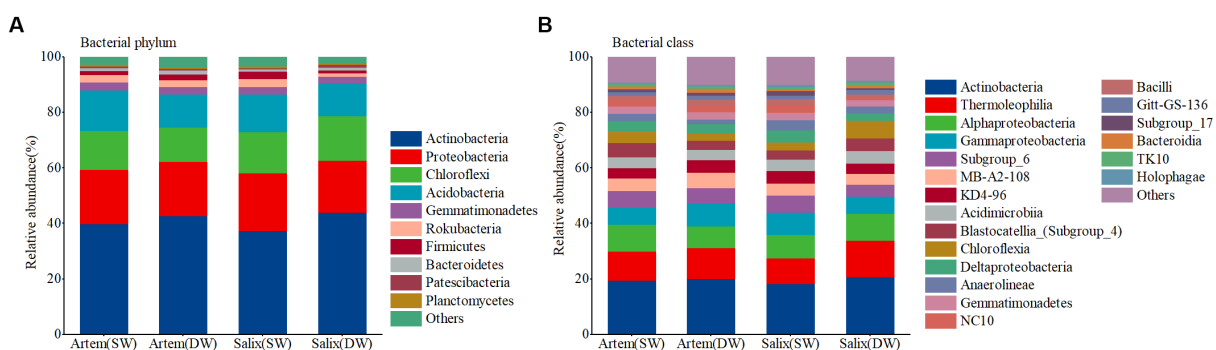 A
Bacterial phylum
Relative abundance(%)
100
80
60
40
20
0
Artem(SW)
Artem(DW)
Salix(SW)
Salix(DW)
Actinobacteria
Proteobacteria
Chloroflexi
Acidobacteria
Gemmatimonadetes
Rokubacteria
Firmicutes
Bacteroidetes
Patescibacteria
Planctomycetes
Others
B
Bacterial class
Relative abundance(%)
100
80
60
40
20
0
Artem(SW)
Artem(DW)
Salix(SW)
Salix(DW)
Actinobacteria
Thermoleophilia
Alphaproteobacteria
Gammaproteobacteria
Subgroup_6
MB-A2-108
KD4-96
Acidimicrobiia
Blastocatellia_(Subgroup_4)
Chloroflexia
Deltaproteobacteria
Anaerolineae
Gemmatimonadetes
NC10
Bacilli
Gitt-GS-136
Subgroup_17
Bacteroidia
TK10
Holophagae
Others